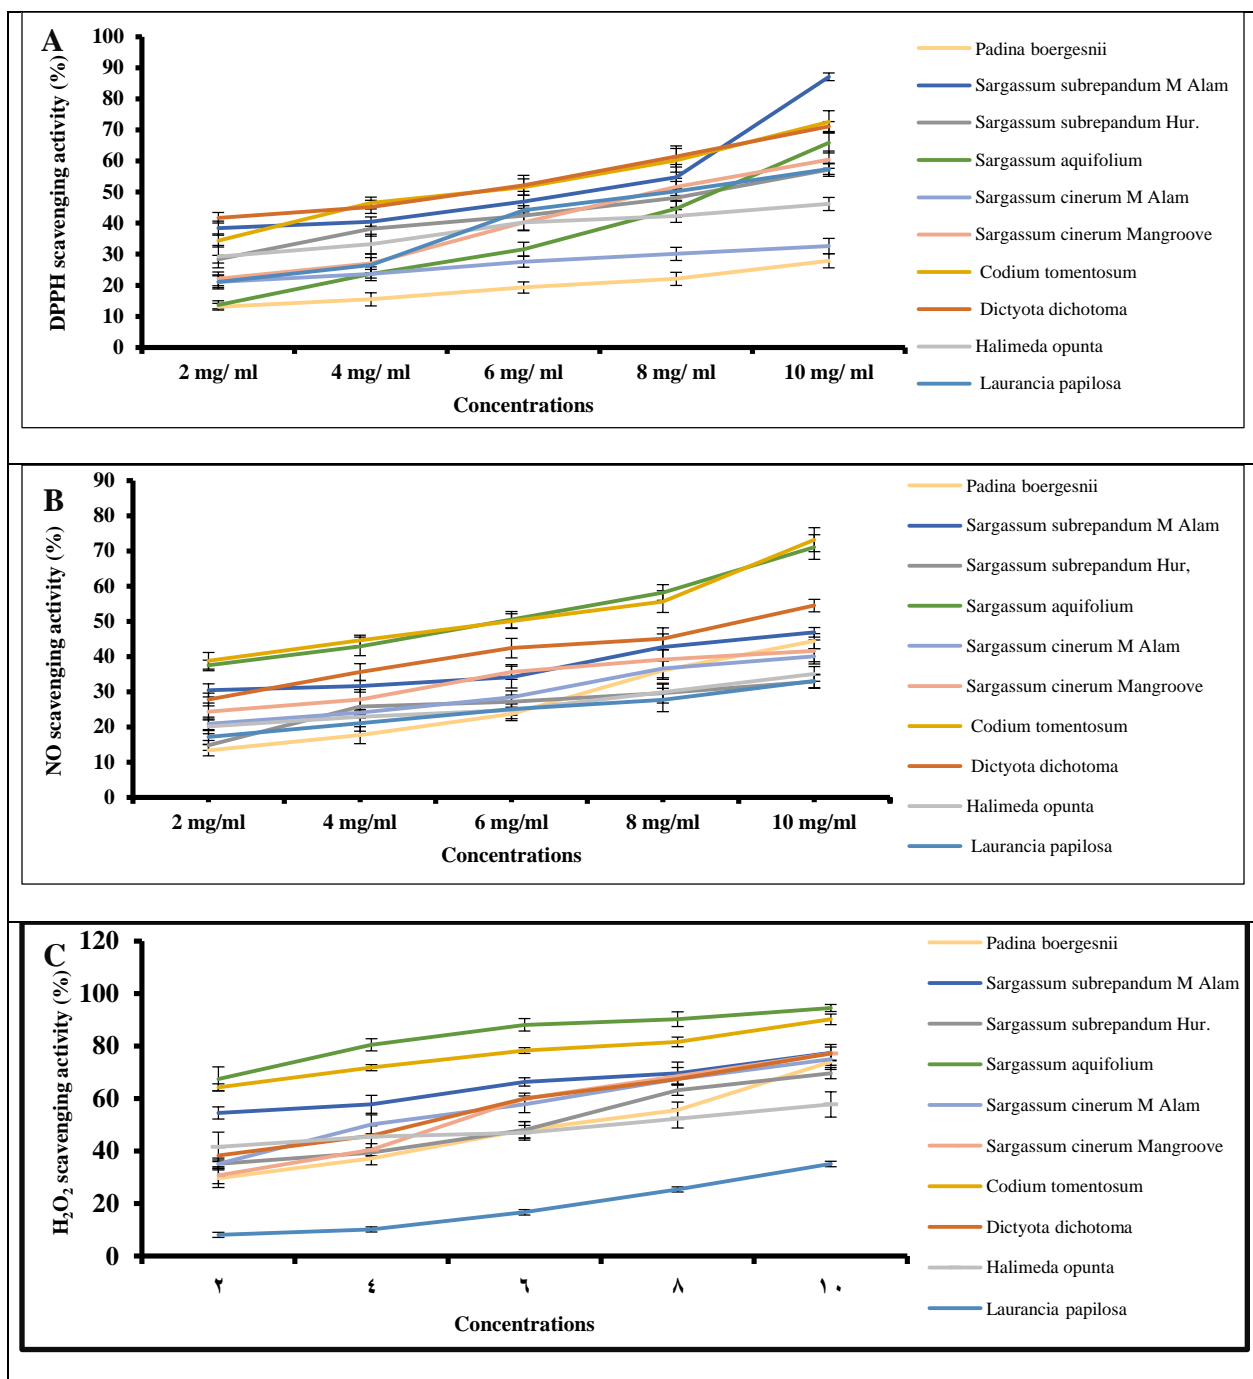 A
DPPH scavenging activity (%)
100
90
80
70
60
50
40
30
20
10
0
2 mg/ ml 4 mg/ ml 6 mg/ ml 8 mg/ ml 10 mg/ ml
Concentrations
Padina boergesnii
Sargassum subrepandum M Alam
Sargassum subrepandum Hur.
Sargassum aquifolium
Sargassum cinerum M Alam
Sargassum cinerum Mangroove
Codium tomentosum
Dictyota dichotoma
Halimeda opunta
Laurancia papilosa
B
NO scavenging activity (%)
90
80
70
60
50
40
30
20
10
0
2 mg/ml 4 mg/ml 6 mg/ml 8 mg/ml 10 mg/ml
Concentrations
Padina boergesnii
Sargassum subrepandum M Alam
Sargassum subrepandum Hur,
Sargassum aquifolium
Sargassum cinerum M Alam
Sargassum cinerum Mangroove
Codium tomentosum
Dictyota dichotoma
Halimeda opunta
Laurancia papilosa
C
H₂O₂ scavenging activity (%)
120
100
80
60
40
20
0
٢ ٤ ٦ ٨ ١٠
Concentrations
Padina boergesnii
Sargassum subrepandum M Alam
Sargassum subrepandum Hur.
Sargassum aquifolium
Sargassum cinerum M Alam
Sargassum cinerum Mangroove
Codium tomentosum
Dictyota dichotoma
Halimeda opunta
Laurancia papilosa